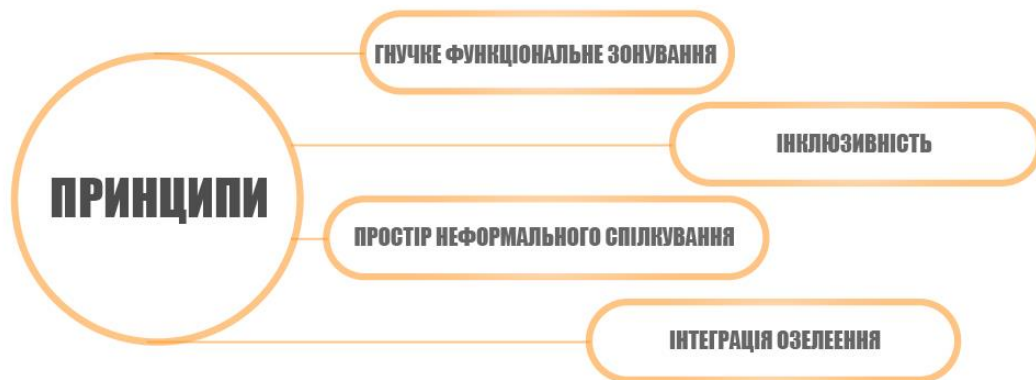 ПРИНЦИПИ
ГНУЧКЕ ФУНКЦІОНАЛЬНЕ ЗОНУВАННЯ
ІНКЛЮЗИВНІСТЬ
ПРОСТІР НЕФОРМАЛЬНОГО СПІЛКУВАННЯ
ІНТЕГРАЦІЯ ОЗЕЛЕЕННЯ